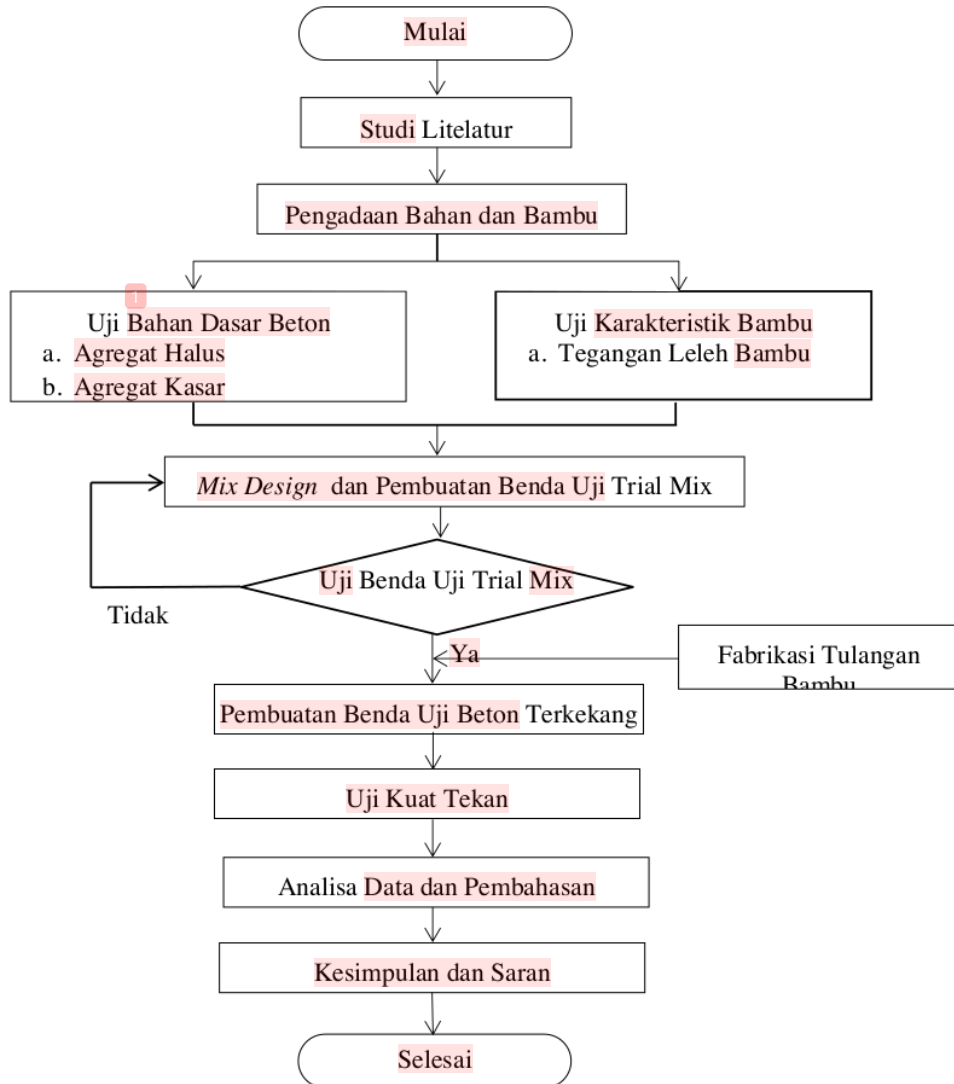 Mulai
Studi Litelatur
Pengadaan Bahan dan Bambu
1
Uji Bahan Dasar Beton
a. Agregat Halus
b. Agregat Kasar
Uji Karakteristik Bambu
a. Tegangan Leleh Bambu
Mix Design dan Pembuatan Benda Uji Trial Mix
Uji Benda Uji Trial Mix
Tidak
Ya
Fabrikasi Tulangan
Bambu
Pembuatan Benda Uji Beton Terkekang
Uji Kuat Tekan
Analisa Data dan Pembahasan
Kesimpulan dan Saran
Selesai